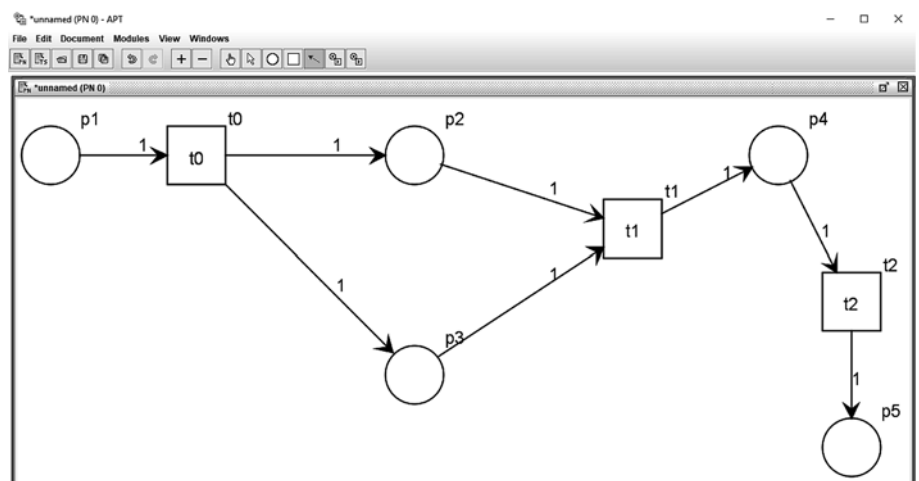 *unnamed (PN 0) - APT
File Edit Document Modules View Windows
*unnamed (PN 0)
p1 t0 p2 p4
1 t0 1 1
1 t1
t1
1 t2
1 1 t2
p3
1 p5